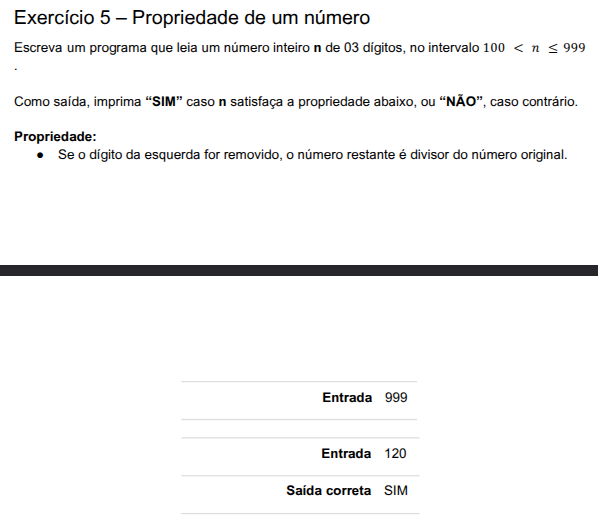 Exercício 5 – Propriedade de um número
Escreva um programa que leia um número inteiro n de 03 dígitos, no intervalo 100 < n ≤ 999
.
Como saída, imprima “SIM” caso n satisfaça a propriedade abaixo, ou “NÃO”, caso contrário.
Propriedade:
● Se o dígito da esquerda for removido, o número restante é divisor do número original.
Entrada 999
Entrada 120
Saída correta SIM